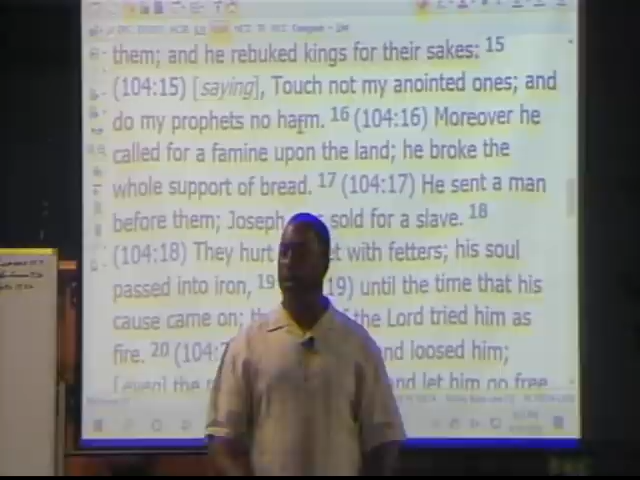 them; and he rebuked kings for their sakes: 15
(104:15) [saying], Touch not my anointed ones; and
do my prophets no harm. 16 (104:16) Moreover he
called for a famine upon the land; he broke the
whole support of bread. 17 (104:17) He sent a man
before them; Joseph sold for a slave. 18
(104:18) They hurt with fetters; his soul
passed into iron, 19 19) until the time that his
cause came on; the Lord tried him as
fire. 20 (104: and loosed him;
[even] the and let him go free